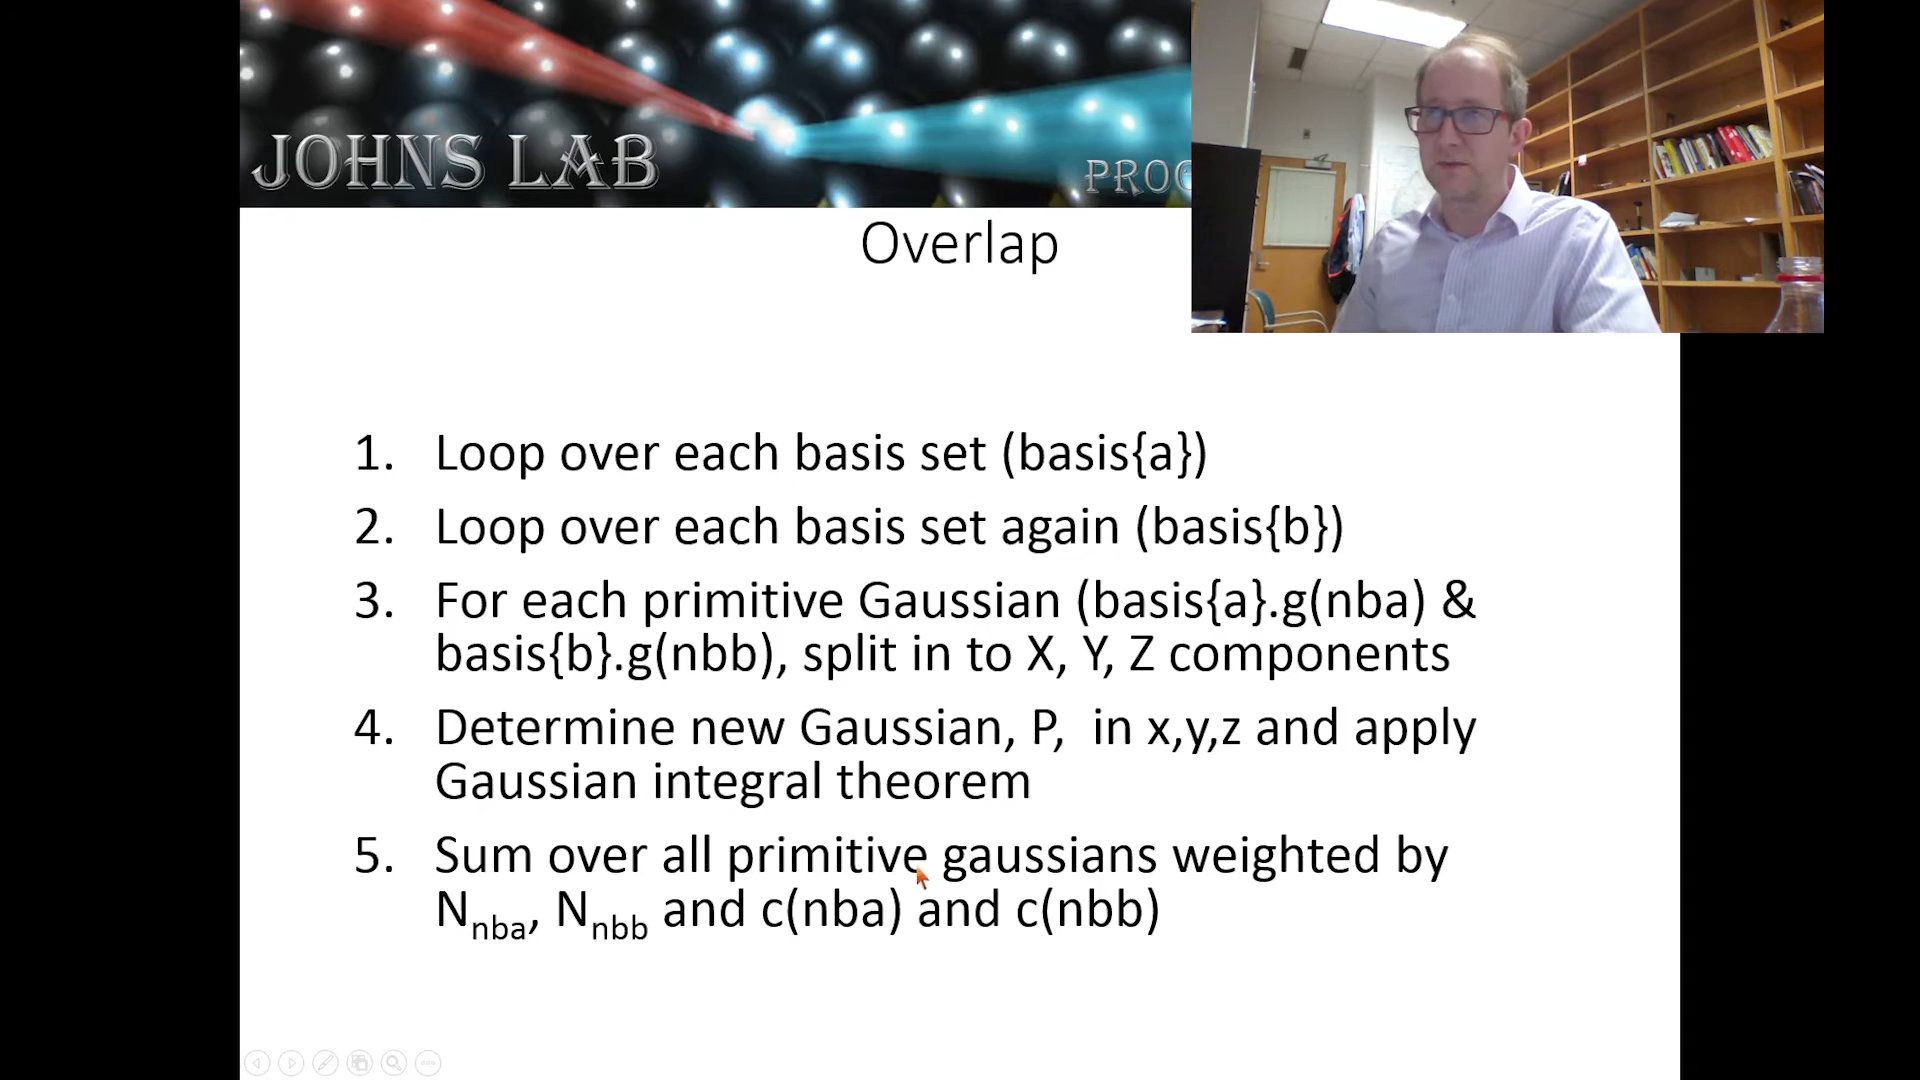 JOHNS LAB
PROG
Overlap
1. Loop over each basis set (basis{a})
2. Loop over each basis set again (basis{b})
3. For each primitive Gaussian (basis{a}.g(nba) &
basis{b}.g(nbb), split in to X, Y, Z components
4. Determine new Gaussian, P, in x,y,z and apply
Gaussian integral theorem
5. Sum over all primitive gaussians weighted by
Nnba, Nnbb and c(nba) and c(nbb)